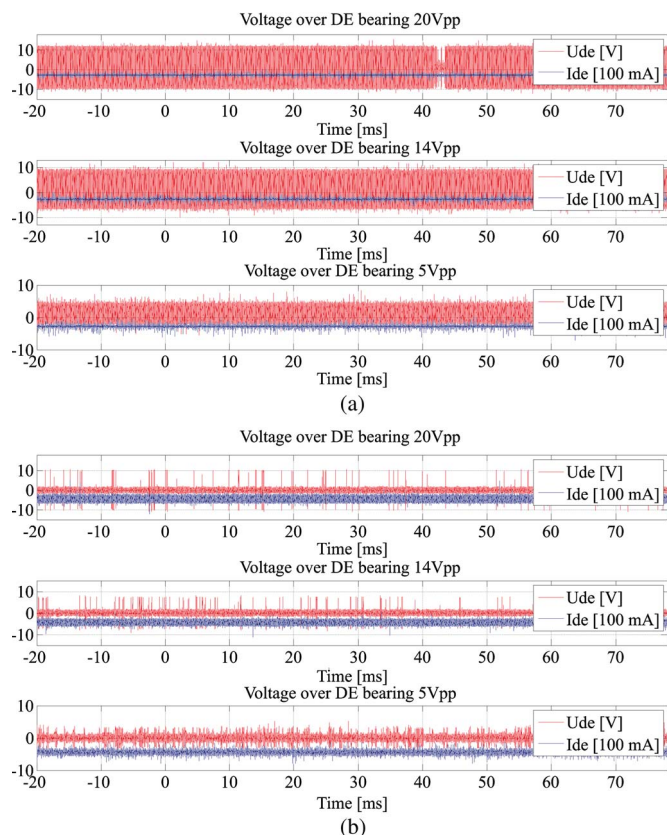 Voltage over DE bearing 20Vpp
10
0
-10
Ude [V]
Ide [100 mA]
-20 -10 0 10 20 30 40 50 60 70
Time [ms]
Voltage over DE bearing 14Vpp
10
0
-10
Ude [V]
Ide [100 mA]
-20 -10 0 10 20 30 40 50 60 70
Time [ms]
Voltage over DE bearing 5Vpp
10
0
-10
Ude [V]
Ide [100 mA]
-20 -10 0 10 20 30 40 50 60 70
Time [ms]
(a)
Voltage over DE bearing 20Vpp
10
0
-10
Ude [V]
Ide [100 mA]
-20 -10 0 10 20 30 40 50 60 70
Time [ms]
Voltage over DE bearing 14Vpp
10
0
-10
Ude [V]
Ide [100 mA]
-20 -10 0 10 20 30 40 50 60 70
Time [ms]
Voltage over DE bearing 5Vpp
10
0
-10
Ude [V]
Ide [100 mA]
-20 -10 0 10 20 30 40 50 60 70
Time [ms]
(b)